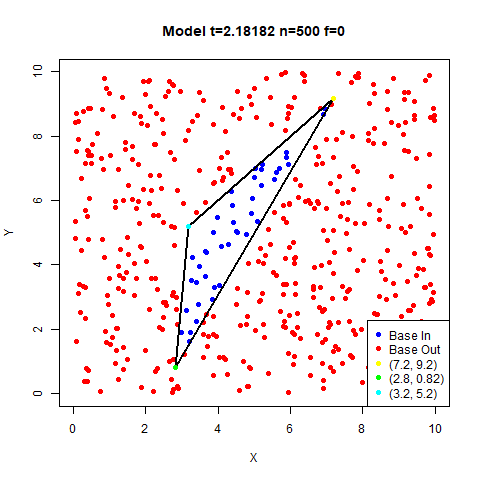 Model t=2.18182 n=500 f=0
Y
10
8
6
4
2
0
0 2 4 6 8 10
X
Base In
Base Out
(7.2, 9.2)
(2.8, 0.82)
(3.2, 5.2)